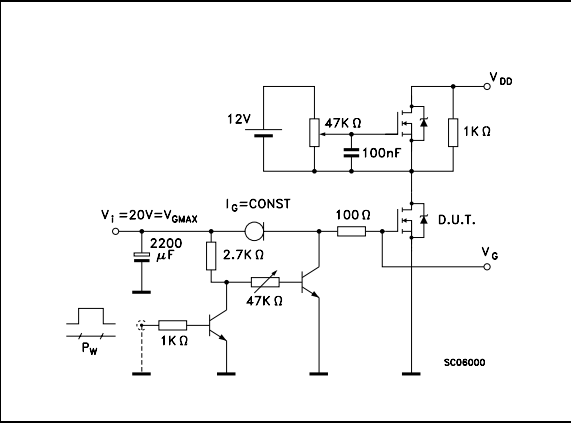 V_DD
12V
47K Ω
1K Ω
100nF
I_G=CONST
V_i =20V=V_GMAX
100 Ω
D.U.T.
2200
μF
2.7K Ω
V_G
47K Ω
1K Ω
P_W
SC06000